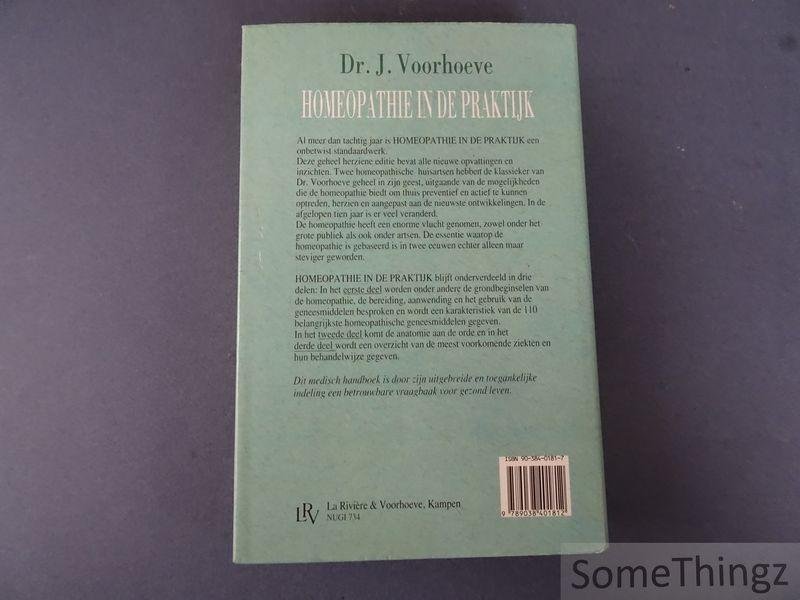 Dr. J. Voorhoeve
HOMEOPATHIE IN DE PRAKTIJK
Al meer dan tachtig jaar is HOMEOPATHIE IN DE PRAKTIJK een
onbetwist standaardwerk.
Deze geheel herziene editie bevat alle nieuwe opvattingen en
inzichten. Twee homeopathische huisartsen hebben de klassieker van
Dr. Voorhoeve geheel in zijn geest, uitgaande van de mogelijkheden
die de homeopathie biedt om thuis preventief en actief te kunnen
optreden, herzien en aangepast aan de nieuwste ontwikkelingen. In de
afgelopen tien jaar is er veel veranderd.
De homeopathie heeft een enorme vlucht genomen, zowel onder het
grote publiek als ook onder artsen. De essentie waarop de
homeopathie is gebaseerd is in twee eeuwen echter alleen maar
steviger geworden.
HOMEOPATHIE IN DE PRAKTIJK blijft onderverdeeld in drie
delen: In het eerste deel worden onder andere de grondbeginselen van
de homeopathie, de bereiding, aanwending en het gebruik van de
geneesmiddelen besproken en wordt een karakteristiek van de 110
belangrijkste homeopathische geneesmiddelen gegeven.
In het tweede deel komt de anatomie aan de orde en in het
derde deel wordt een overzicht van de meest voorkomende ziekten en
hun behandelwijze gegeven.
Dit medisch handboek is door zijn uitgebreide en toegankelijke
indeling een betrouwbare vraagbaak voor gezond leven.
ISBN 90-384-0181-7
9 789038 401812
LRV
La Rivière & Voorhoeve, Kampen
NUGI 734
SomeThingz